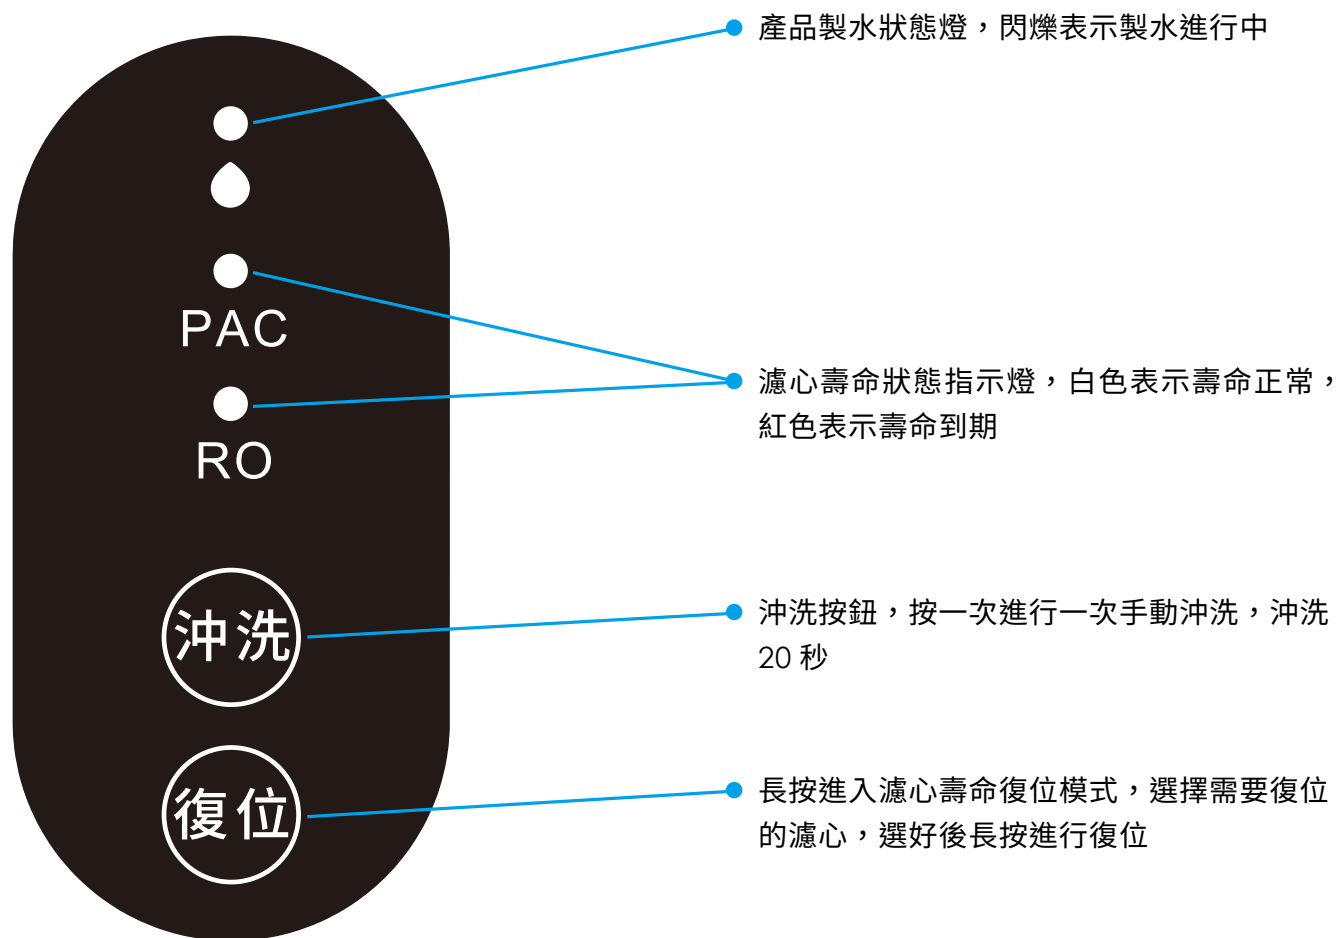 產品製水狀態燈，閃爍表示製水進行中
PAC
濾心壽命狀態指示燈，白色表示壽命正常，
紅色表示壽命到期
RO
沖洗
沖洗按鈕，按一次進行一次手動沖洗，沖洗
20 秒
復位
長按進入濾心壽命復位模式，選擇需要復位
的濾心，選好後長按進行復位